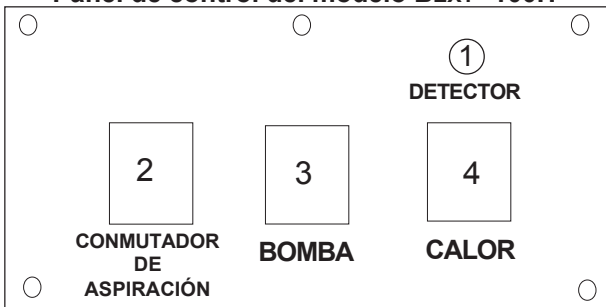 Panel de control del modelo
1
DETECTOR
2
3
4
CONMUTADOR
DE
ASPIRACIÓN
BOMBA
CALOR